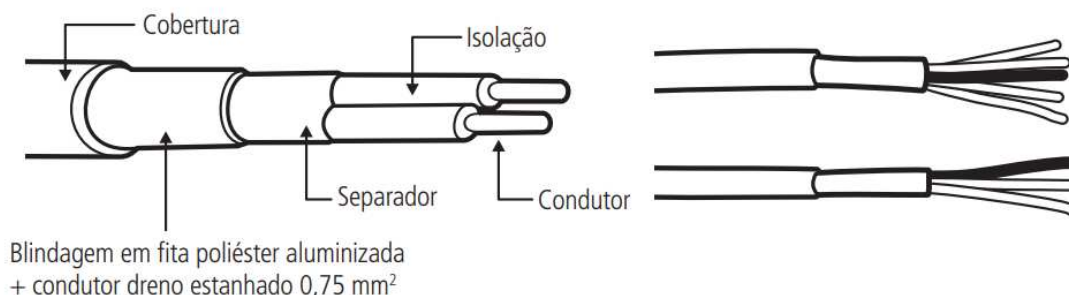 Cobertura
Isolação
Separador
Condutor
Blindagem em fita poliéster aluminizada
+ condutor dreno estanhado 0,75 mm²